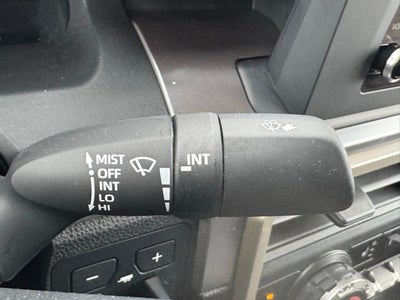 MIST
OFF
INT
LO
HI
INT
- +